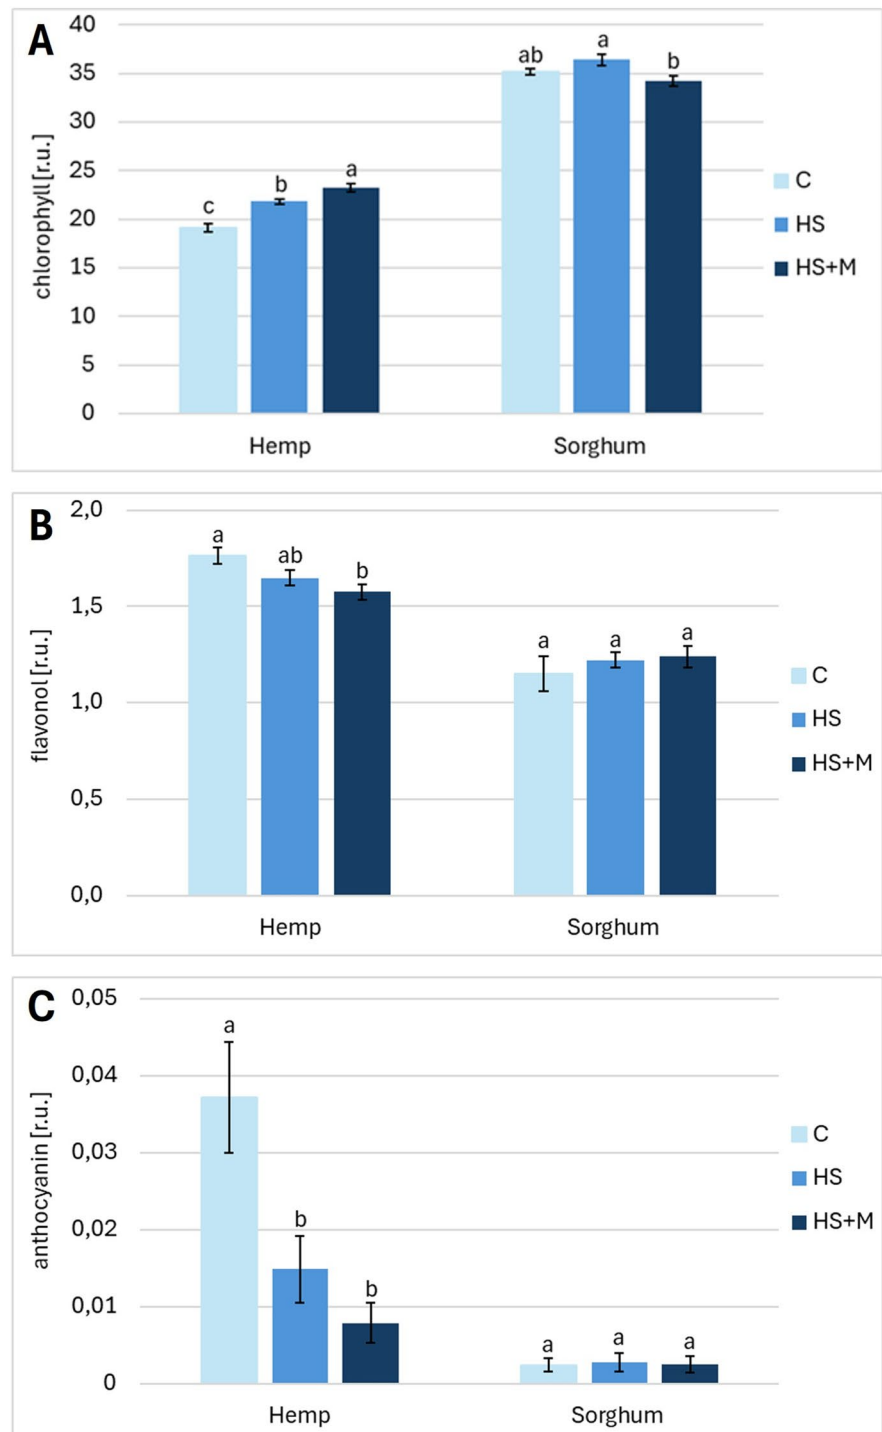 A
40
35
30
25
20
15
10
5
0
chlorophyll [r.u.]
c
b
a
ab
a
b
Hemp
Sorghum
C
HS
HS+M
B
2,0
1,5
1,0
0,5
0,0
flavonol [r.u.]
a
ab
b
a
a
a
Hemp
Sorghum
C
HS
HS+M
C
0,05
0,04
0,03
0,02
0,01
0
anthocyanin [r.u.]
a
b
b
a
a
a
Hemp
Sorghum
C
HS
HS+M